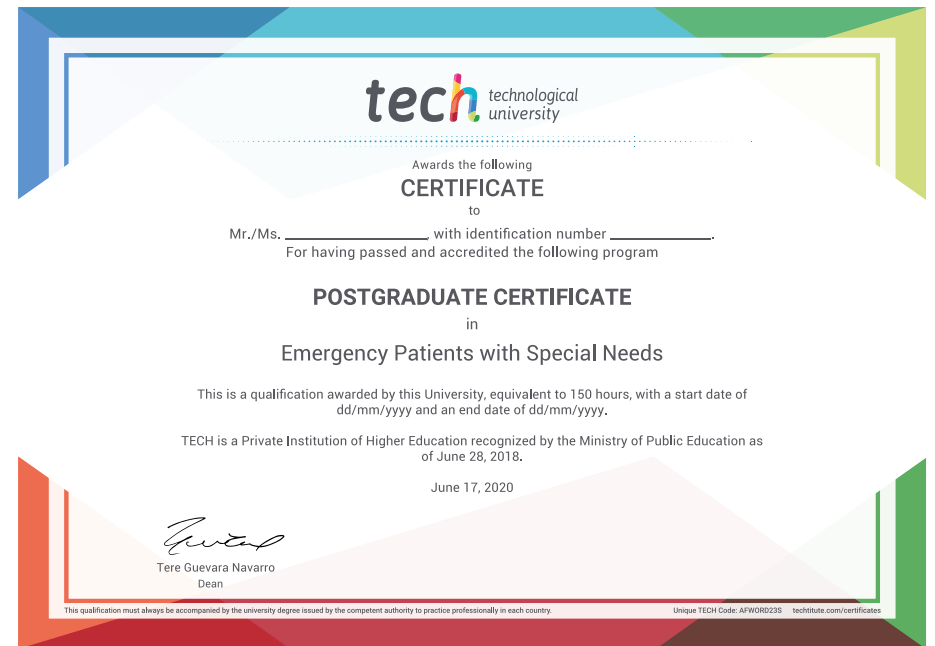 tech technological
university
Awards the following
CERTIFICATE
to
Mr./Ms. ____________________, with identification number ______________.
For having passed and accredited the following program
POSTGRADUATE CERTIFICATE
in
Emergency Patients with Special Needs
This is a qualification awarded by this University, equivalent to 150 hours, with a start date of
dd/mm/yyyy and an end date of dd/mm/yyyy.
TECH is a Private Institution of Higher Education recognized by the Ministry of Public Education as
of June 28, 2018.
June 17, 2020
Tere Guevara Navarro
Dean
This qualification must always be accompanied by the university degree issued by the competent authority to practice professionally in each country. Unique TECH Code: AFWORD23S techtitute.com/certificates